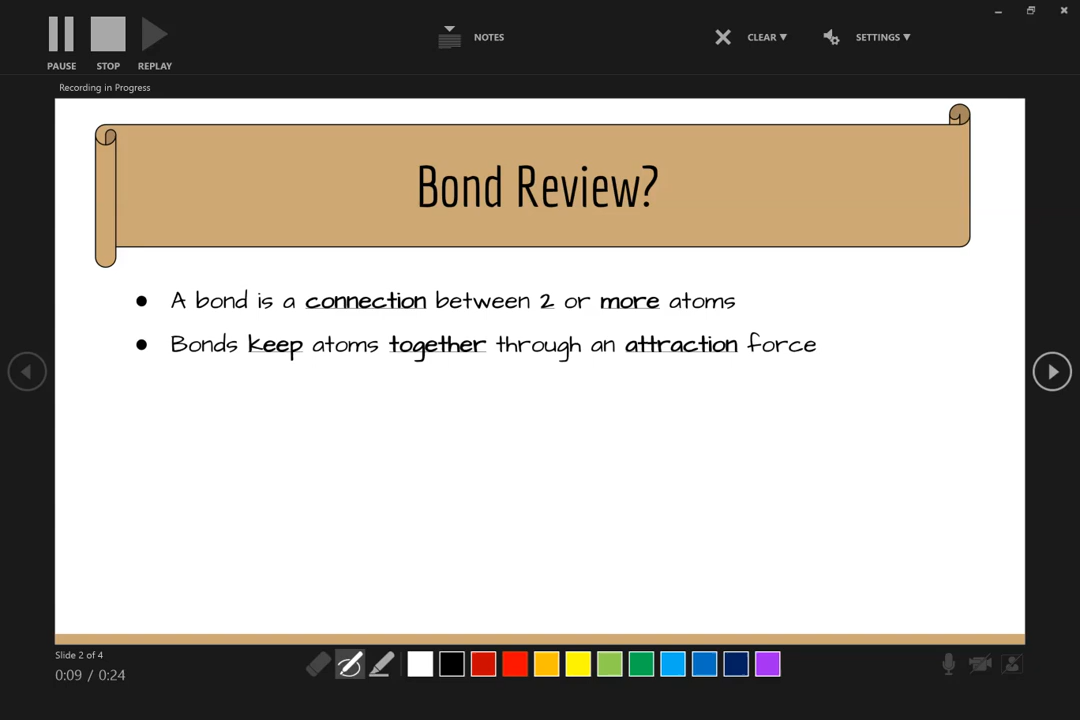 PAUSE STOP REPLAY
NOTES
CLEAR
SETTINGS
Recording in Progress
Bond Review?
● A bond is a connection between 2 or more atoms
● Bonds keep atoms together through an attraction force
Slide 2 of 4
0:09 / 0:24